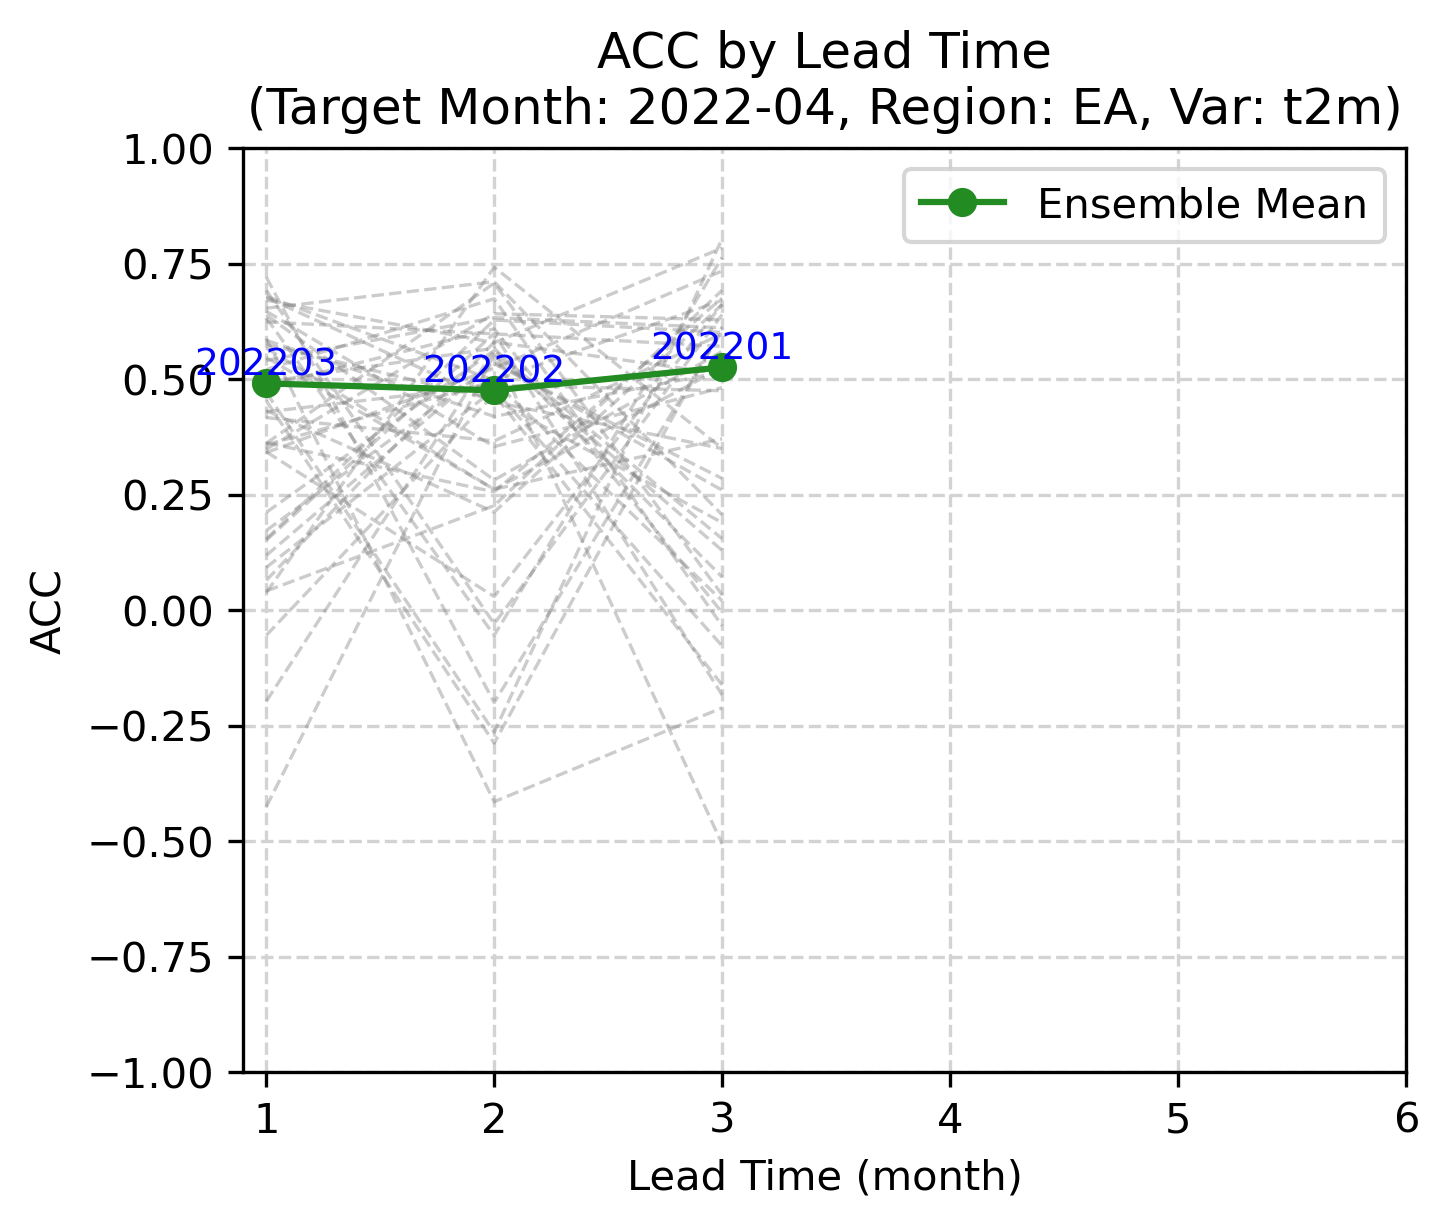 ACC by Lead Time
(Target Month: 2022-04, Region: EA, Var: t2m)
Ensemble Mean
1.00
0.75
0.50
0.25
0.00
−0.25
−0.50
−0.75
−1.00
ACC
202203
202202
202201
1 2 3 4 5 6
Lead Time (month)